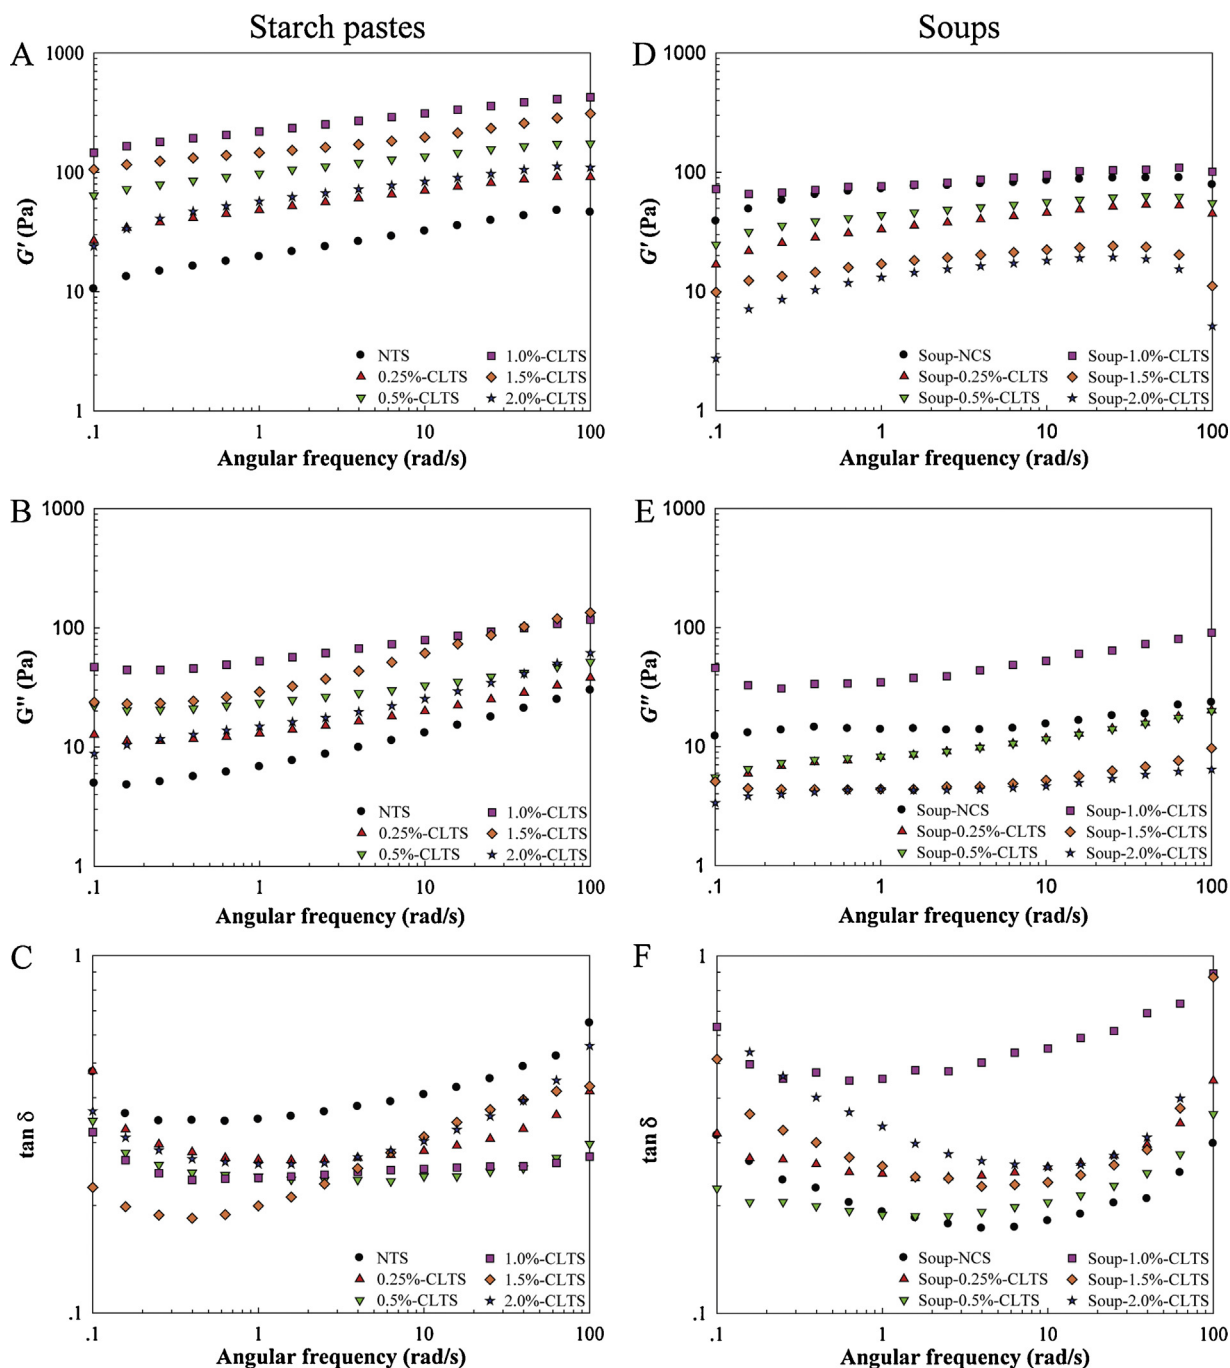 Starch pastes
Soups
A
1000
100
10
1
G' (Pa)
.1 1 10 100
Angular frequency (rad/s)
NTS
0.25%-CLTS
0.5%-CLTS
1.0%-CLTS
1.5%-CLTS
2.0%-CLTS
D
1000
100
10
1
G' (Pa)
.1 1 10 100
Angular frequency (rad/s)
Soup-NCS
Soup-0.25%-CLTS
Soup-0.5%-CLTS
Soup-1.0%-CLTS
Soup-1.5%-CLTS
Soup-2.0%-CLTS
B
1000
100
10
1
G'' (Pa)
.1 1 10 100
Angular frequency (rad/s)
NTS
0.25%-CLTS
0.5%-CLTS
1.0%-CLTS
1.5%-CLTS
2.0%-CLTS
E
1000
100
10
1
G'' (Pa)
.1 1 10 100
Angular frequency (rad/s)
Soup-NCS
Soup-0.25%-CLTS
Soup-0.5%-CLTS
Soup-1.0%-CLTS
Soup-1.5%-CLTS
Soup-2.0%-CLTS
C
1
.1
tan δ
.1 1 10 100
Angular frequency (rad/s)
NTS
0.25%-CLTS
0.5%-CLTS
1.0%-CLTS
1.5%-CLTS
2.0%-CLTS
F
1
.1
tan δ
.1 1 10 100
Angular frequency (rad/s)
Soup-NCS
Soup-0.25%-CLTS
Soup-0.5%-CLTS
Soup-1.0%-CLTS
Soup-1.5%-CLTS
Soup-2.0%-CLTS